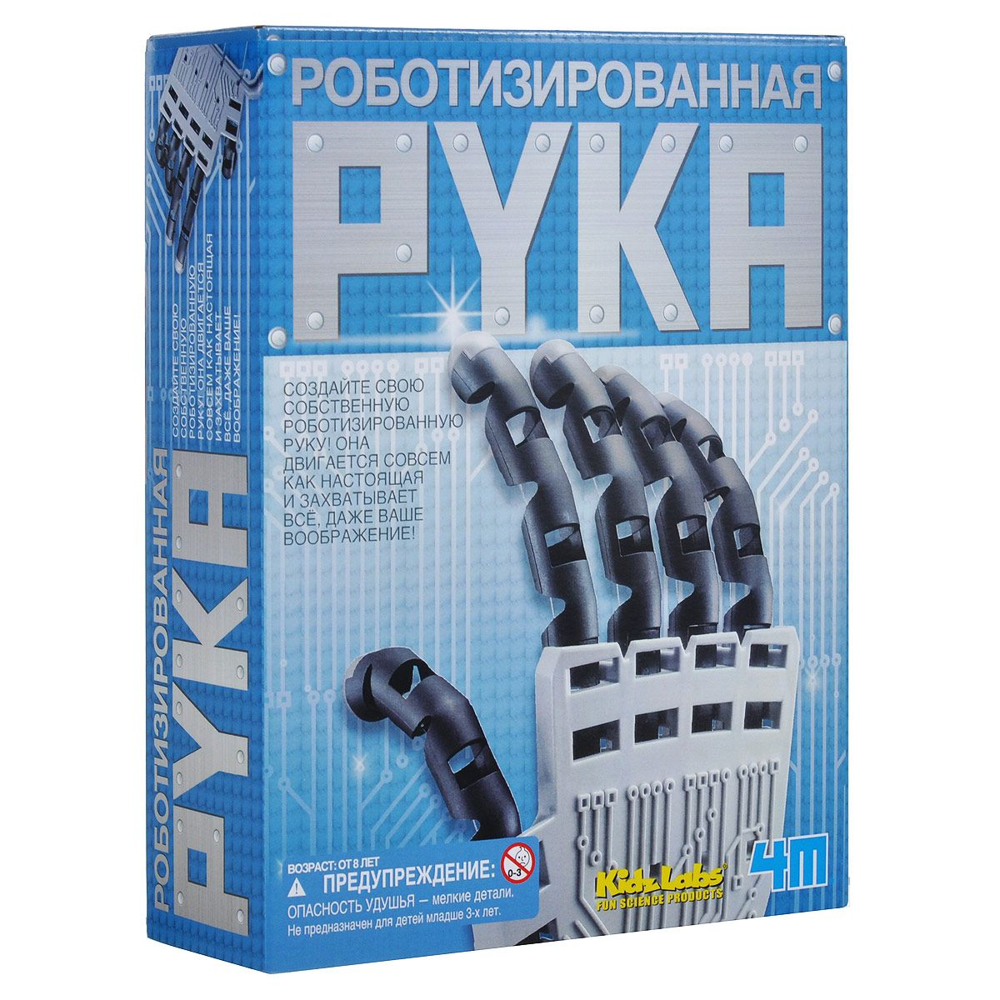 РОБОТИЗИРОВАННАЯ
РУКА
СОЗДАЙТЕ СВОЮ
СОБСТВЕННУЮ
РОБОТИЗИРОВАННУЮ
РУКУ! ОНА
ДВИГАЕТСЯ СОВСЕМ
КАК НАСТОЯЩАЯ
И ЗАХВАТЫВАЕТ
ВСЁ, ДАЖЕ ВАШЕ
ВООБРАЖЕНИЕ!
ВОЗРАСТ: ОТ 8 ЛЕТ
ПРЕДУПРЕЖДЕНИЕ:
0-3
ОПАСНОСТЬ УДУШЬЯ — мелкие детали.
Не предназначен для детей младше 3-х лет.
KidzLabs®
FUN SCIENCE PRODUCTS
4M
РОБОТИЗИРОВАННАЯ
РУКА
СОЗДАЙТЕ СВОЮ
СОБСТВЕННУЮ
РОБОТИЗИРОВАННУЮ
РУКУ! ОНА ДВИГАЕТСЯ
СОВСЕМ КАК НАСТОЯЩАЯ
И ЗАХВАТЫВАЕТ
ВСЁ, ДАЖЕ ВАШЕ
ВООБРАЖЕНИЕ!